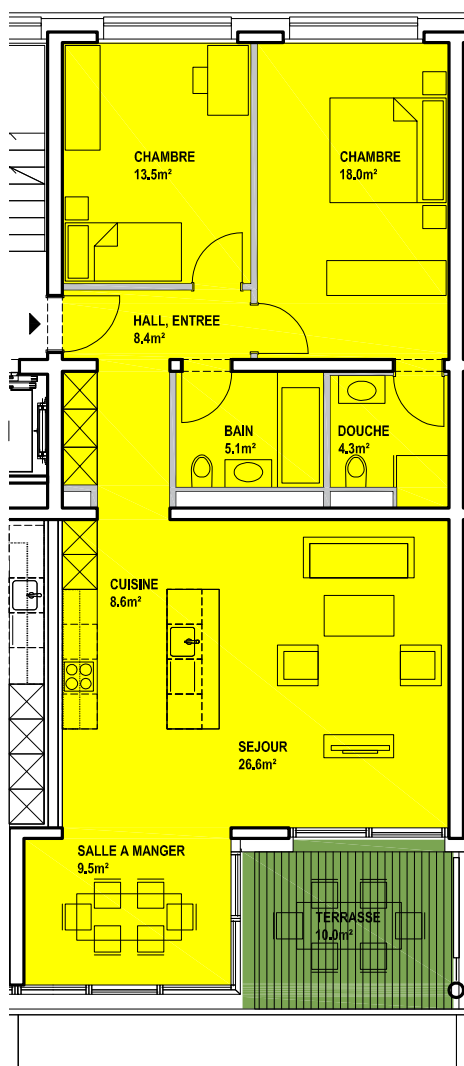 CHAMBRE
13.5m²
CHAMBRE
18.0m²
HALL, ENTREE
8.4m²
BAIN
5.1m²
DOUCHE
4.3m²
CUISINE
8.6m²
SEJOUR
26.6m²
SALLE A MANGER
9.5m²
TERRASSE
10.0m²